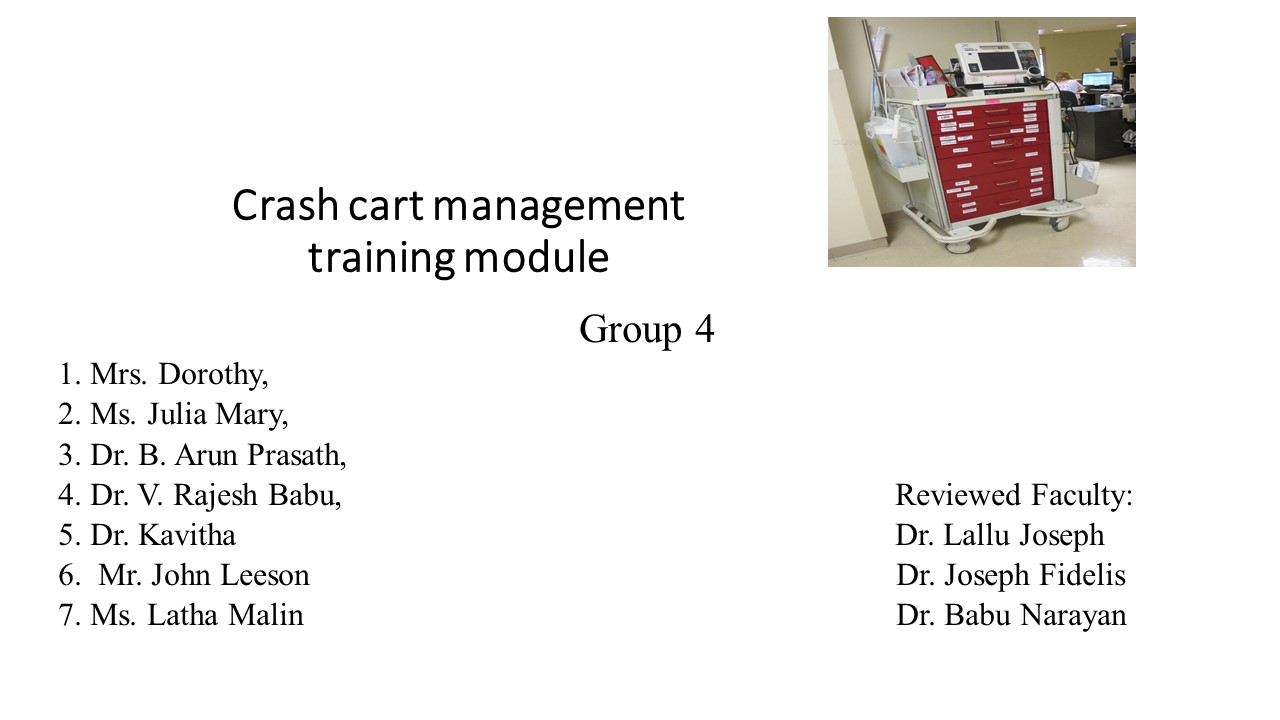 Crash cart management
training module
Group 4
1. Mrs. Dorothy,
2. Ms. Julia Mary,
3. Dr. B. Arun Prasath,
4. Dr. V. Rajesh Babu,
5. Dr. Kavitha
6.  Mr. John Leeson
7. Ms. Latha Malin
Reviewed Faculty:
Dr. Lallu Joseph
Dr. Joseph Fidelis
Dr. Babu Narayan